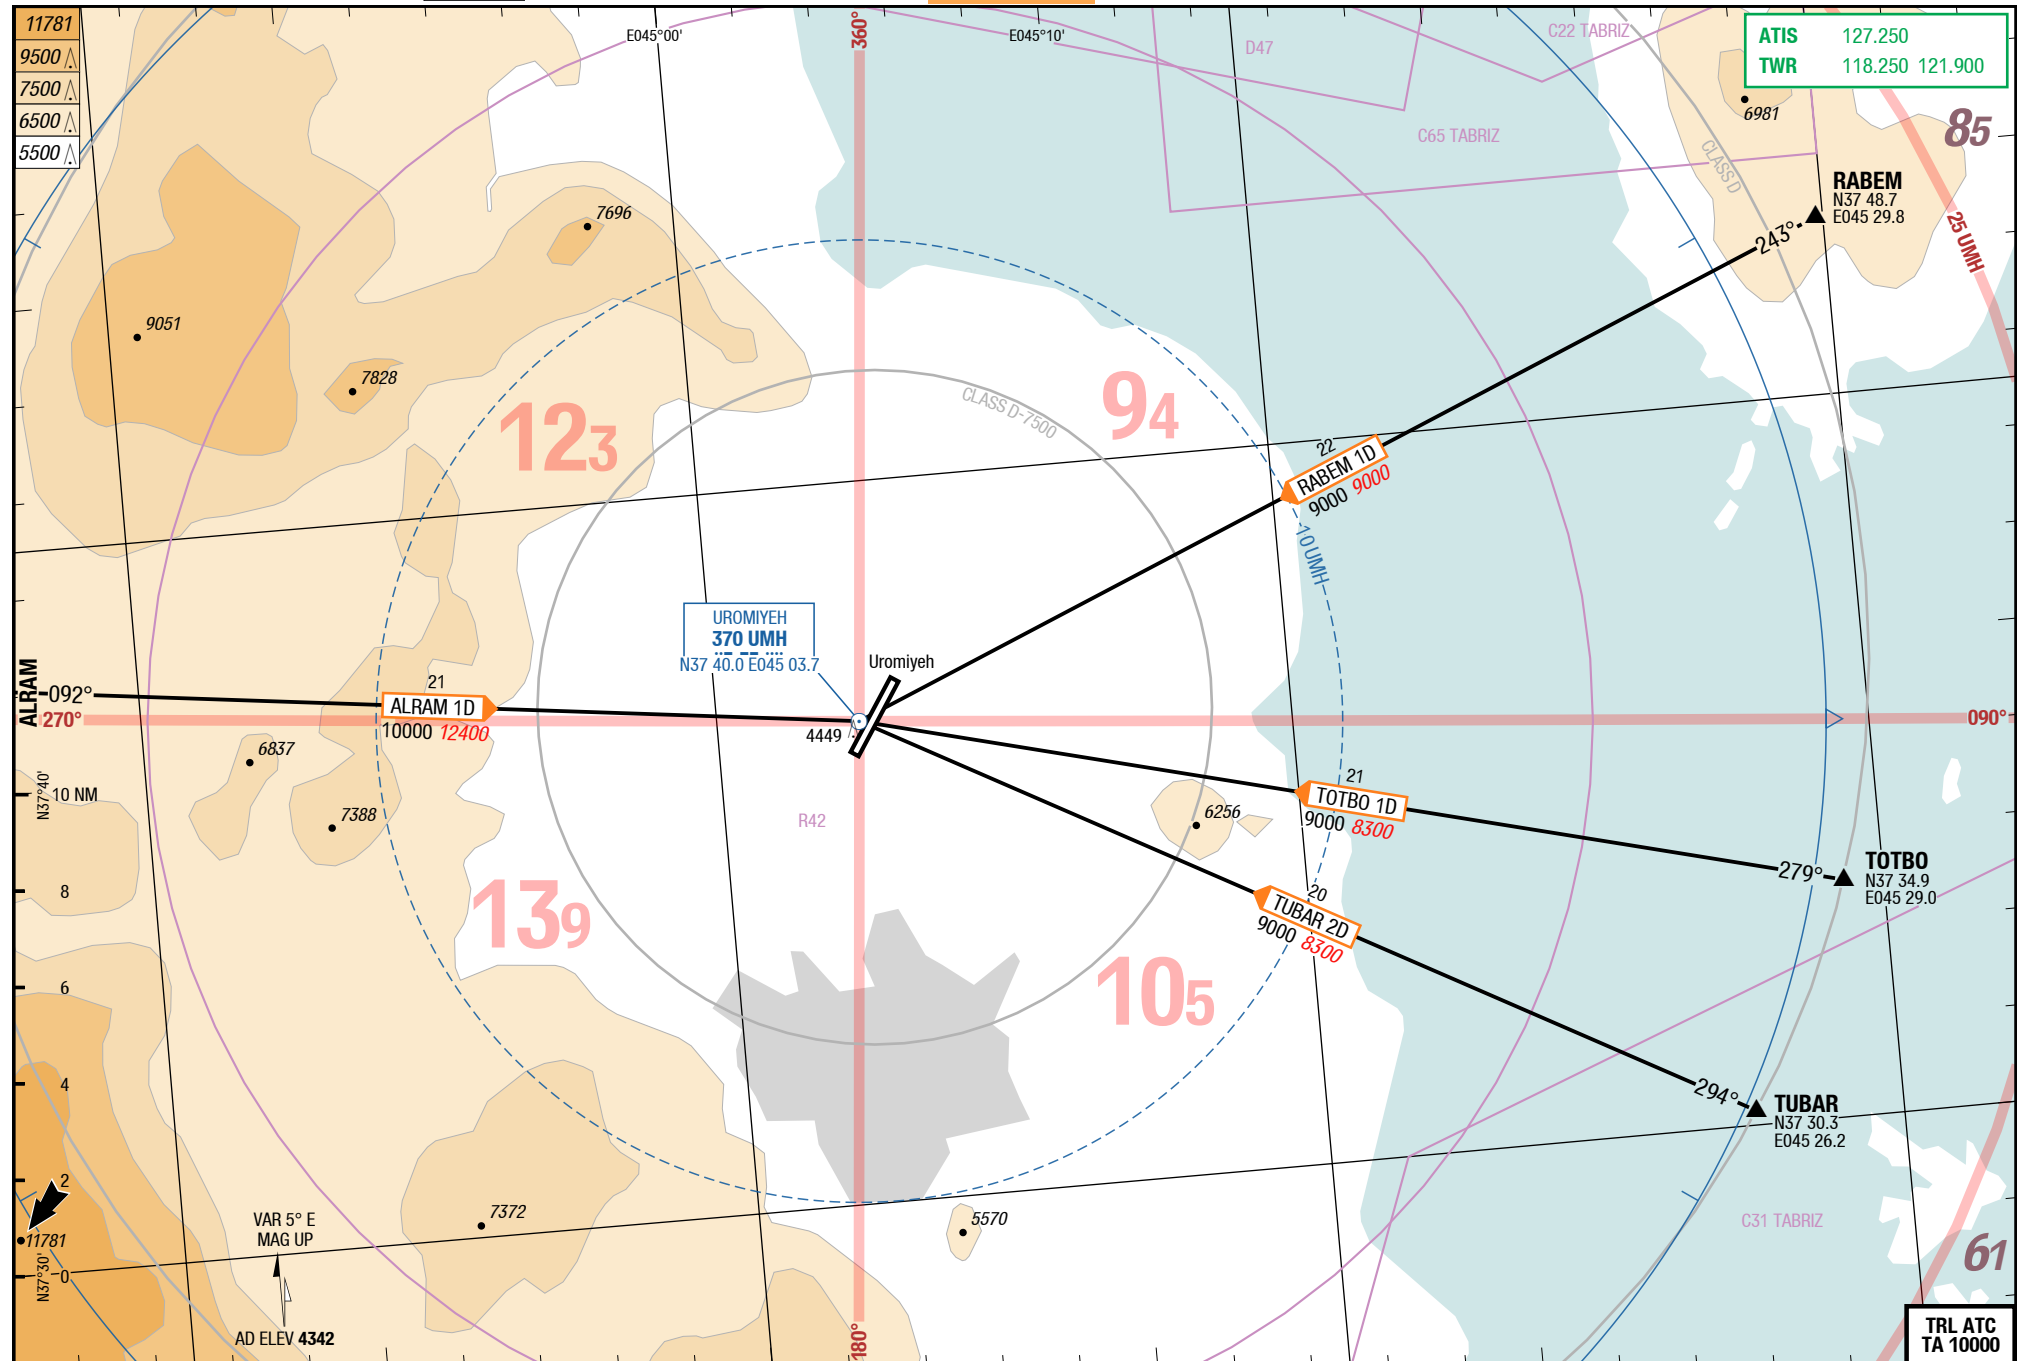 11781
9500
7500
6500
5500
E045°00'
360°
E045°10'
D47
C22 TABRIZ
ATIS 127.250
TWR 118.250 121.900
C65 TABRIZ
6981
85
CLASS D
RABEM
N37 48.7
E045 29.8
243°
25 UMH
7696
9051
7828
123
CLASS D-7500
94
22
RABEM 1D
9000 9000
10 UMH
UROMIYEH
370 UMH
N37 40.0 E045 03.7
Uromiyeh
ALRAM
092°
270°
21
ALRAM 1D
10000 12400
4449
090°
6837
N37°40'
10 NM
7388
R42
6256
21
TOTBO 1D
9000 8300
279°
TOTBO
N37 34.9
E045 29.0
8
139
20
TUBAR 2D
9000 8300
105
6
4
294°
TUBAR
N37 30.3
E045 26.2
2
7372
5570
VAR 5° E
MAG UP
11781
C31 TABRIZ
61
N37°30'
0
AD ELEV 4342
180°
TRL ATC
TA 10000